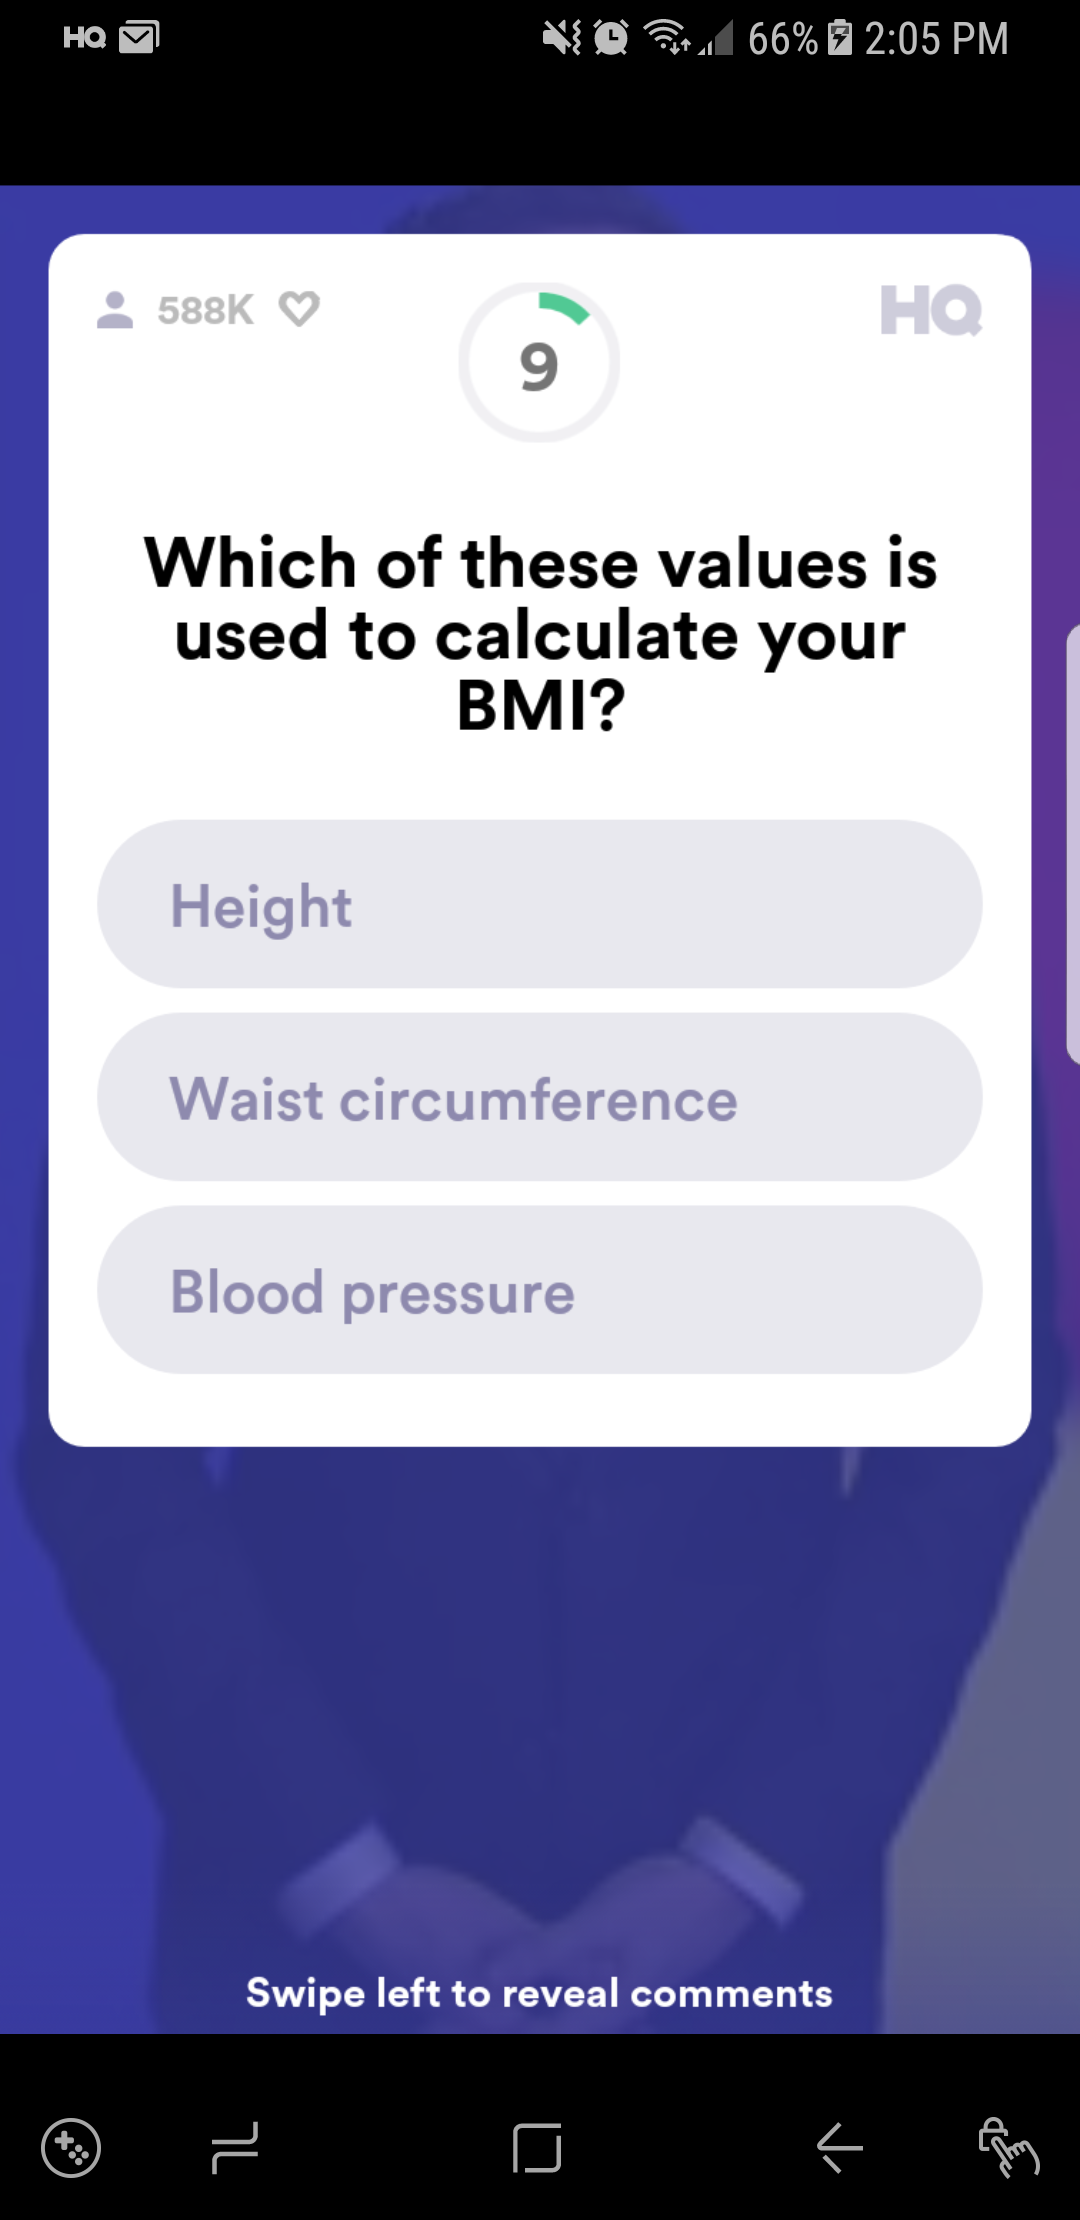 HQ 66% 2:05 PM
588K 9 HQ
Which of these values is
used to calculate your
BMI?
Height
Waist circumference
Blood pressure
Swipe left to reveal comments